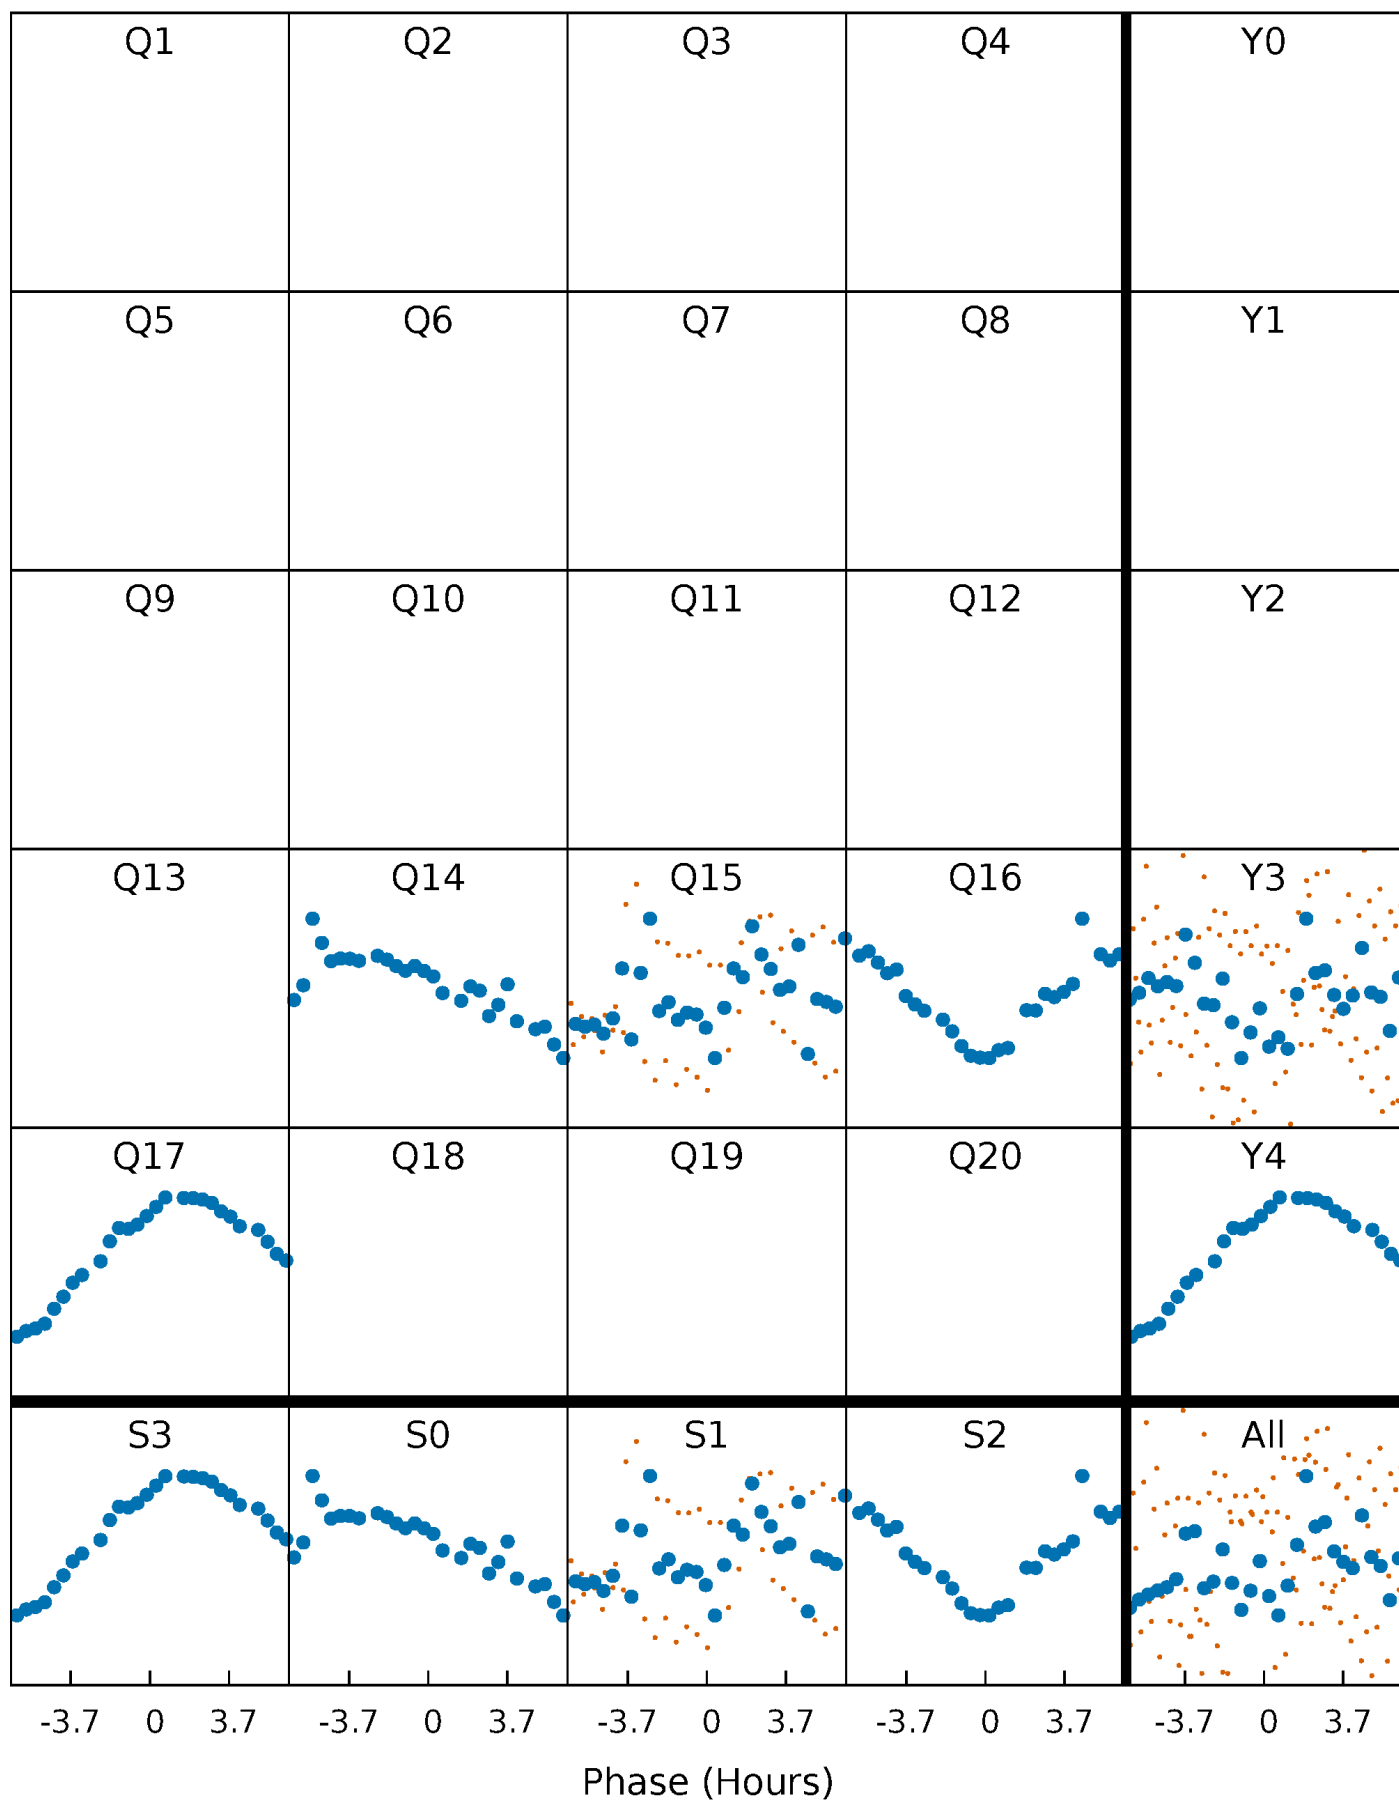 Q1 Q2 Q3 Q4 Y0
Q5 Q6 Q7 Q8 Y1
Q9 Q10 Q11 Q12 Y2
Q13 Q14 Q15 Q16 Y3
Q17 Q18 Q19 Q20 Y4
S3 S0 S1 S2 All
-3.7 0 3.7 -3.7 0 3.7 -3.7 0 3.7 -3.7 0 3.7 -3.7 0 3.7
Phase (Hours)